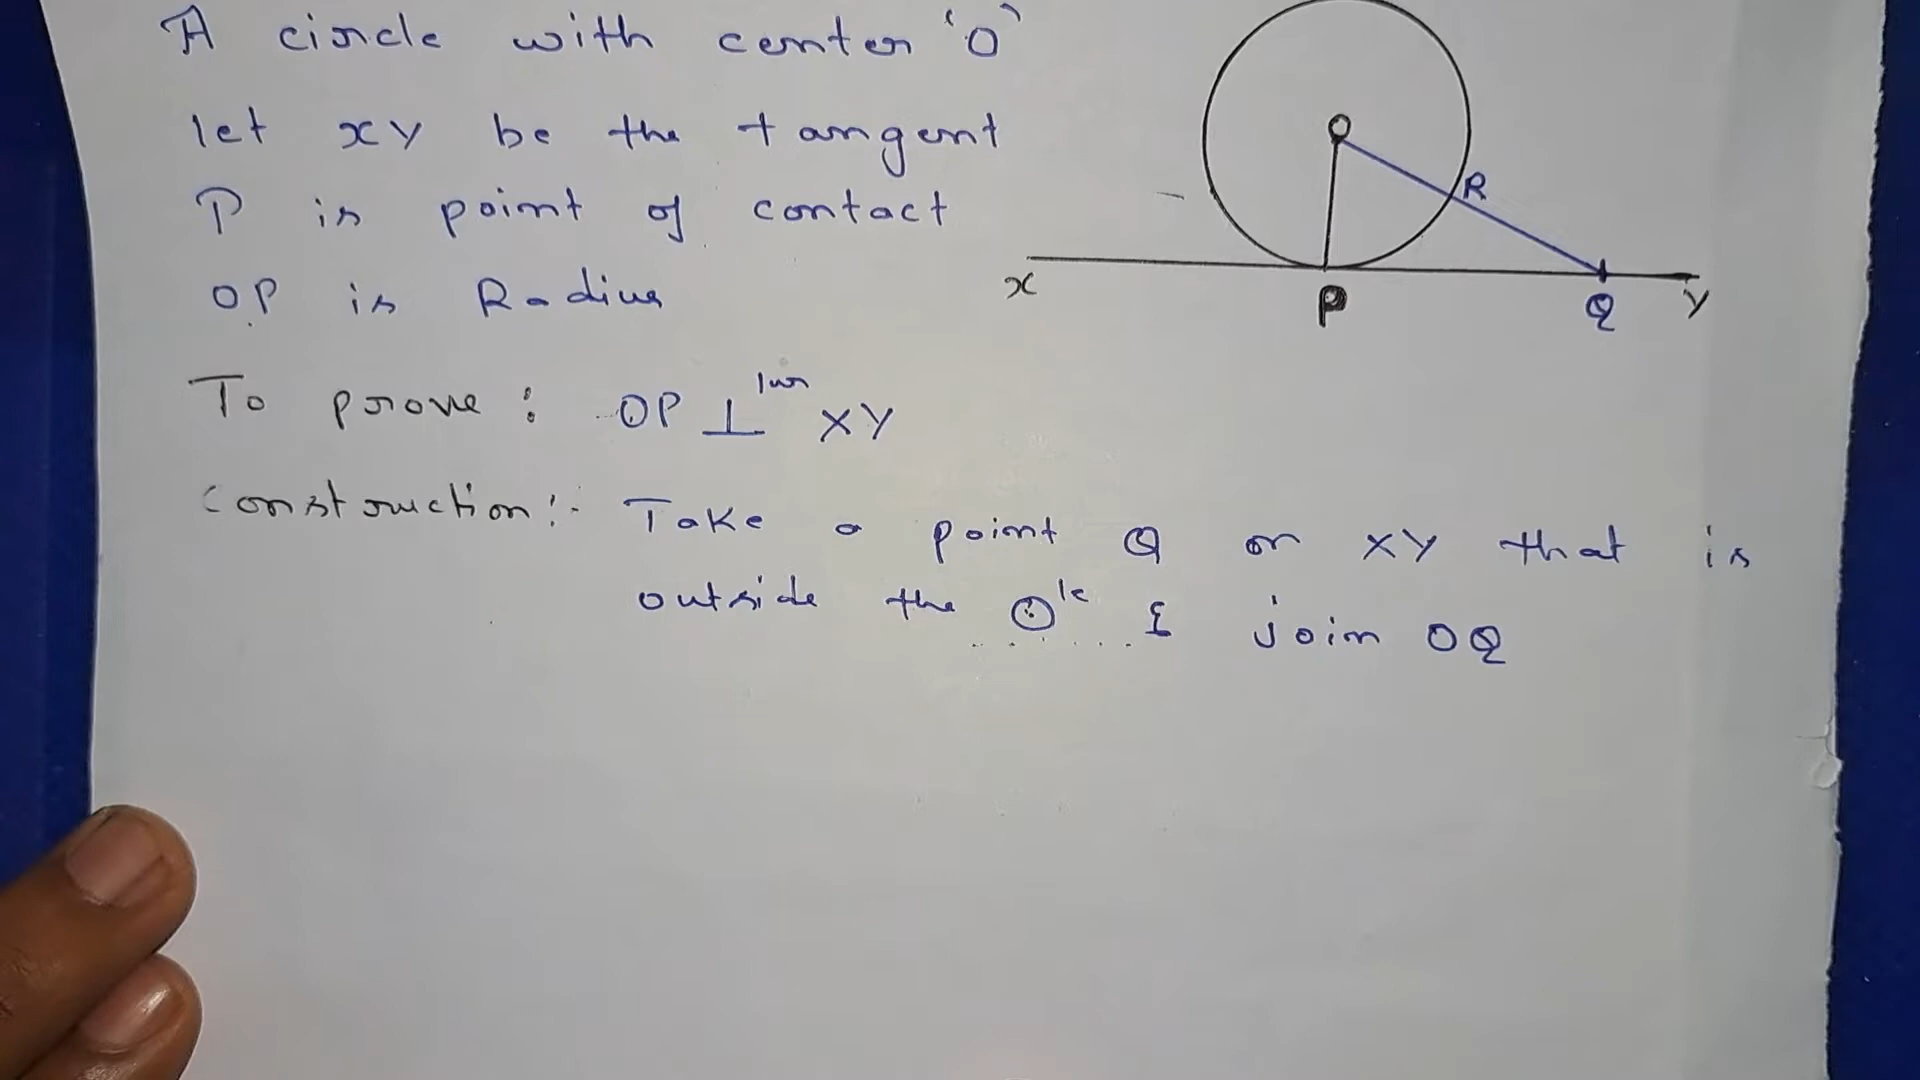 A circle with center 'O'
let xy be the tangent
P is point of contact
OP is Radius
To prove : OP ⊥lar XY
construction:- Take a point Q on XY that is
outside the ⊙le & join OQ
O
R
x
P
Q
y